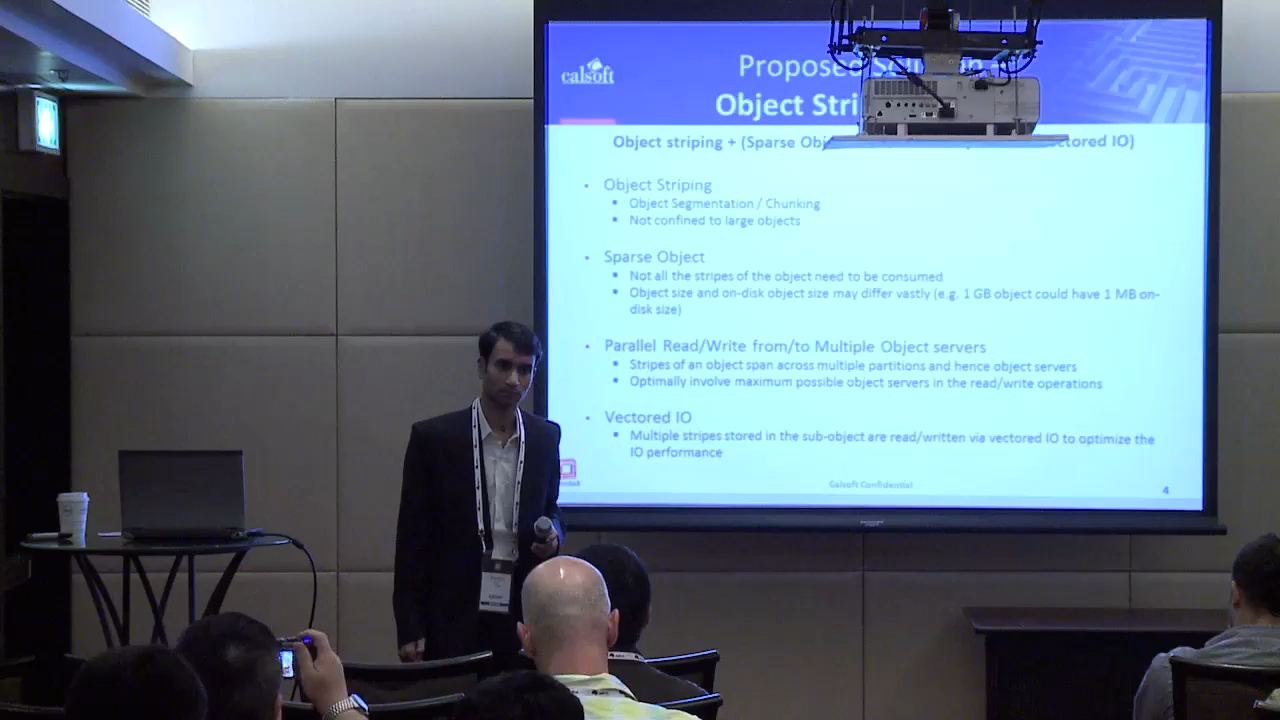 calsoft
Proposed
Object Stri
Object striping + (Sparse Obj
ctored IO)
• Object Striping
▪ Object Segmentation / Chunking
▪ Not confined to large objects
• Sparse Object
▪ Not all the stripes of the object need to be consumed
▪ Object size and on-disk object size may differ vastly (e.g. 1 GB object could have 1 MB on-
disk size)
• Parallel Read/Write from/to Multiple Object servers
▪ Stripes of an object span across multiple partitions and hence object servers
▪ Optimally involve maximum possible object servers in the read/write operations
• Vectored IO
▪ Multiple stripes stored in the sub-object are read/written via vectored IO to optimize the
IO performance
Calsoft Confidential
4